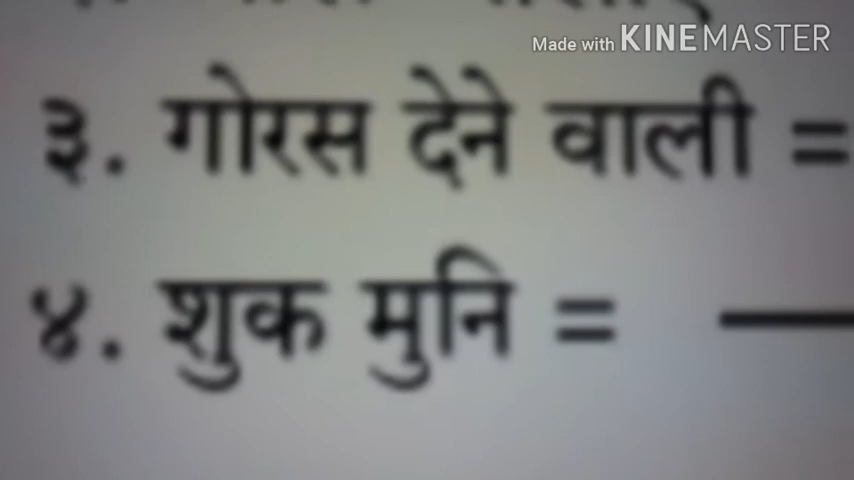 Made with KINEMASTER
३. गोरस देने वाली =
४. शुक मुनि =